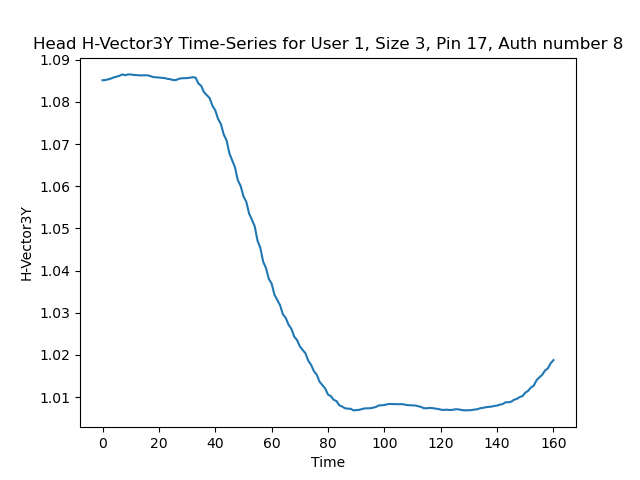 Head H-Vector3Y Time-Series for User 1, Size 3, Pin 17, Auth number 8
1.09
1.08
1.07
1.06
1.05
1.04
1.03
1.02
1.01
H-Vector3Y
0 20 40 60 80 100 120 140 160
Time